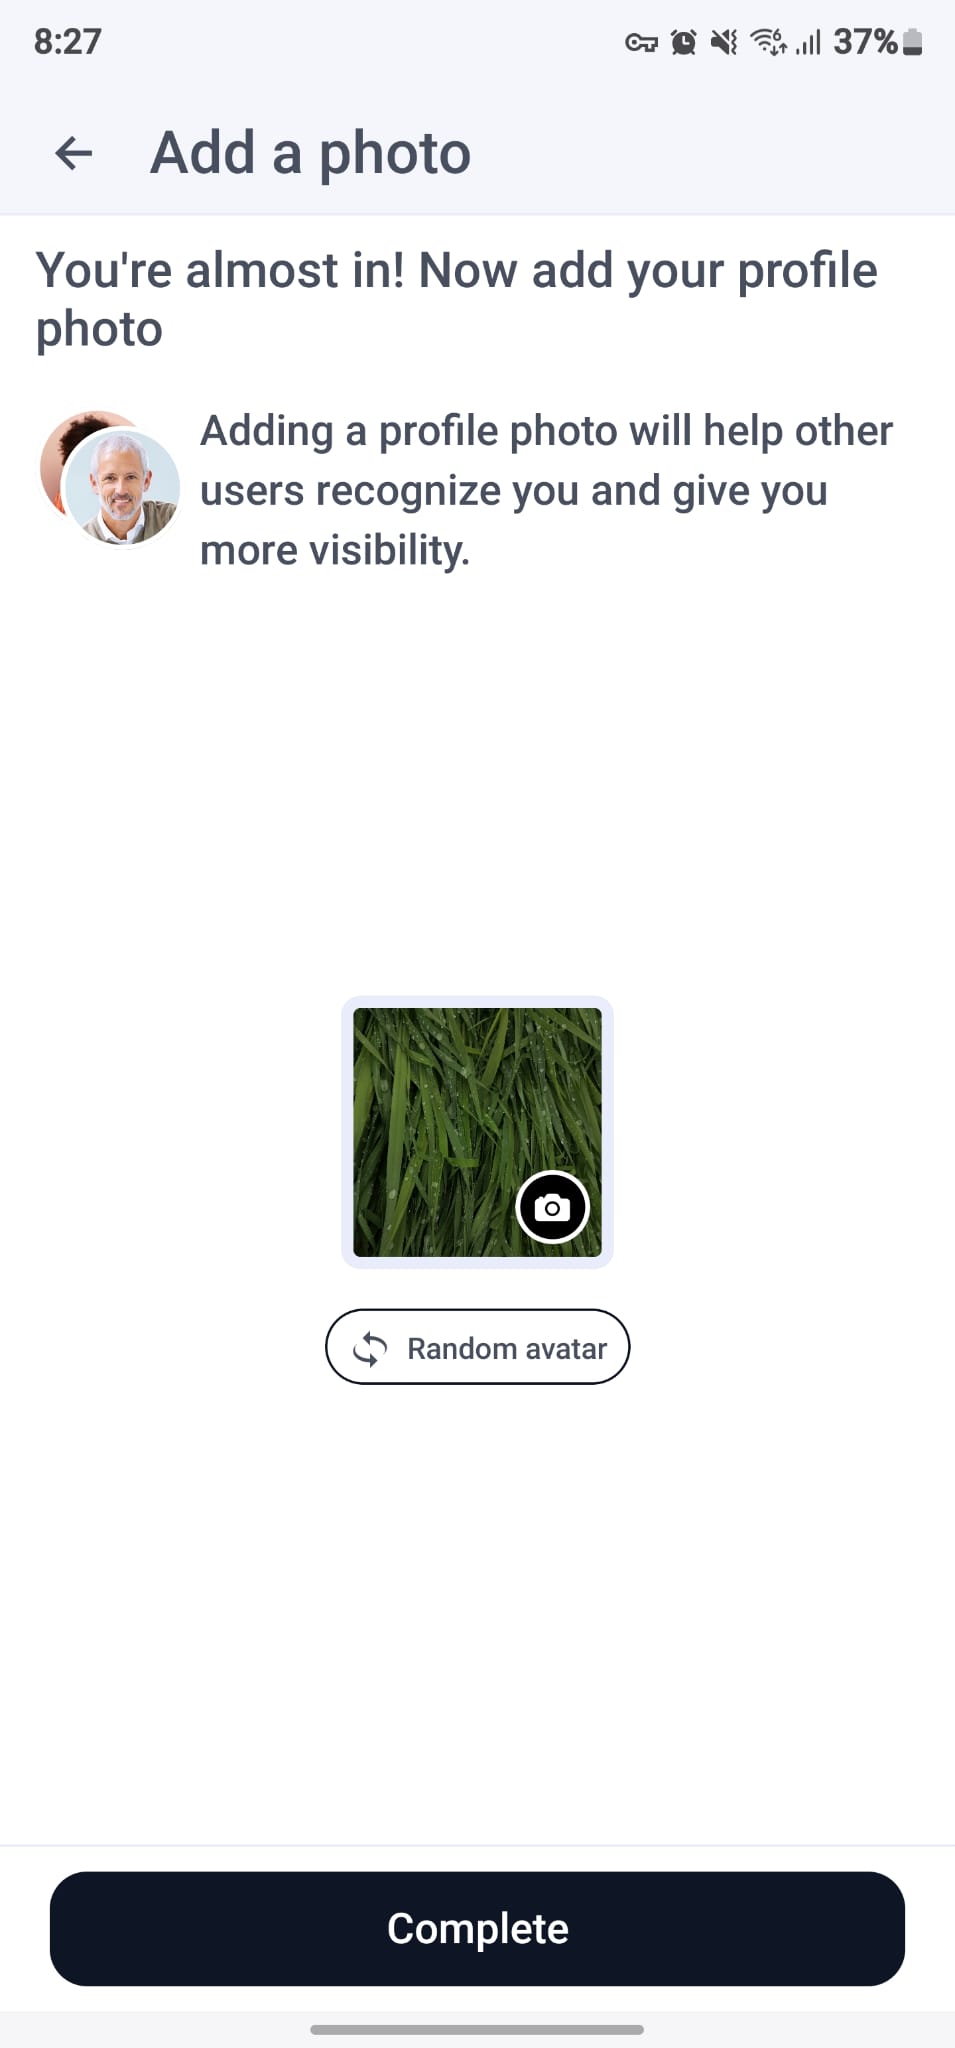 8:27
37%
Add a photo
You're almost in! Now add your profile
photo
Adding a profile photo will help other
users recognize you and give you
more visibility.
Random avatar
Complete